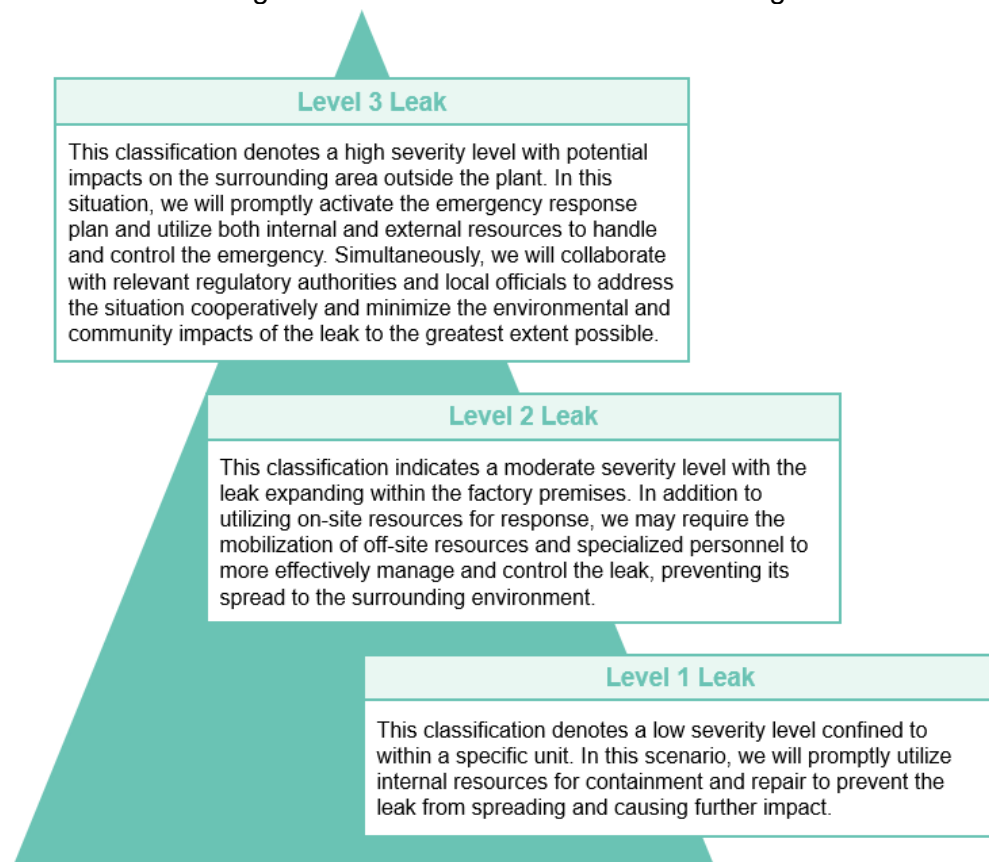 Level 3 Leak
This classification denotes a high severity level with potential
impacts on the surrounding area outside the plant. In this
situation, we will promptly activate the emergency response
plan and utilize both internal and external resources to handle
and control the emergency. Simultaneously, we will collaborate
with relevant regulatory authorities and local officials to address
the situation cooperatively and minimize the environmental and
community impacts of the leak to the greatest extent possible.
Level 2 Leak
This classification indicates a moderate severity level with the
leak expanding within the factory premises. In addition to
utilizing on-site resources for response, we may require the
mobilization of off-site resources and specialized personnel to
more effectively manage and control the leak, preventing its
spread to the surrounding environment.
Level 1 Leak
This classification denotes a low severity level confined to
within a specific unit. In this scenario, we will promptly utilize
internal resources for containment and repair to prevent the
leak from spreading and causing further impact.